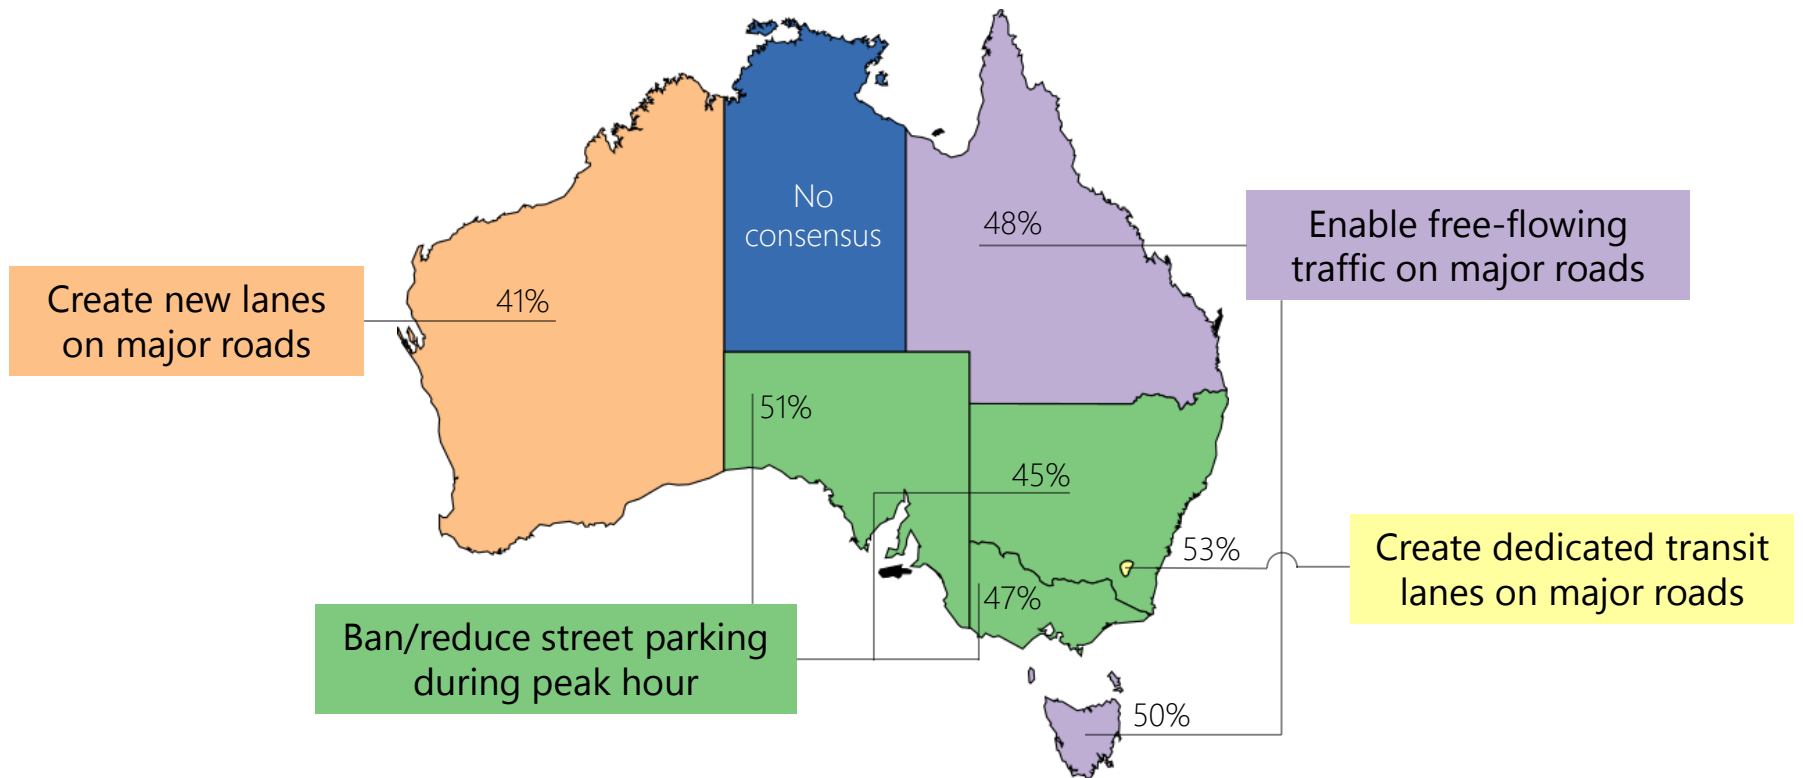 No
consensus
48%
Enable free-flowing
traffic on major roads
Create new lanes
on major roads
41%
51%
45%
53%
Create dedicated transit
lanes on major roads
47%
Ban/reduce street parking
during peak hour
50%